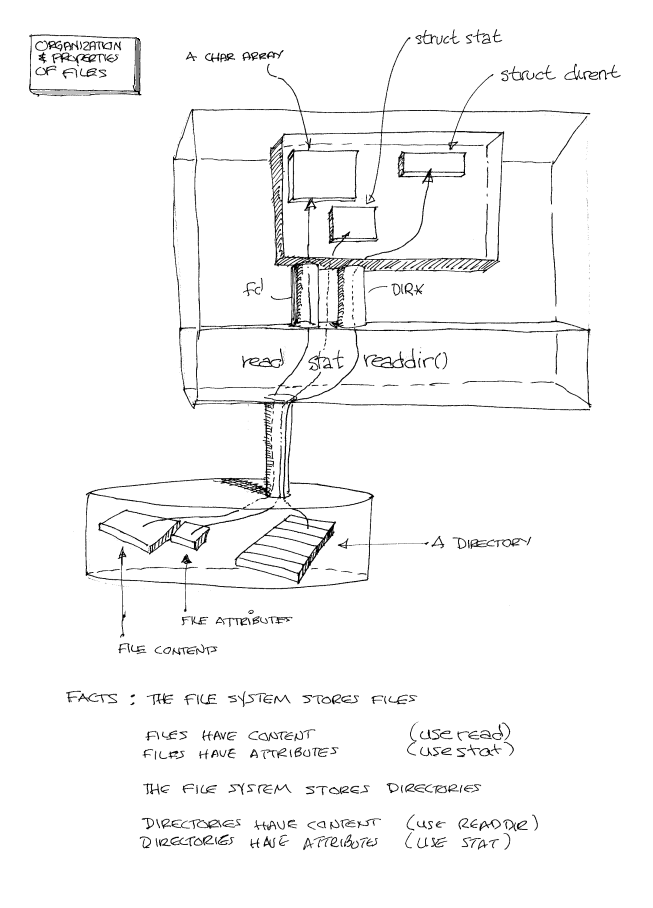 ORGANIZATION
& PROPERTIES
OF FILES
A CHAR ARRAY
struct stat
struct dirent
fd
DIR*
read stat readdir()
A DIRECTORY
FILE ATTRIBUTES
FILE CONTENTS
FACTS : THE FILE SYSTEM STORES FILES
FILES HAVE CONTENT (use read)
FILES HAVE ATTRIBUTES (use stat)
THE FILE SYSTEM STORES DIRECTORIES
DIRECTORIES HAVE CONTENT (USE READDIR)
DIRECTORIES HAVE ATTRIBUTES (USE STAT)